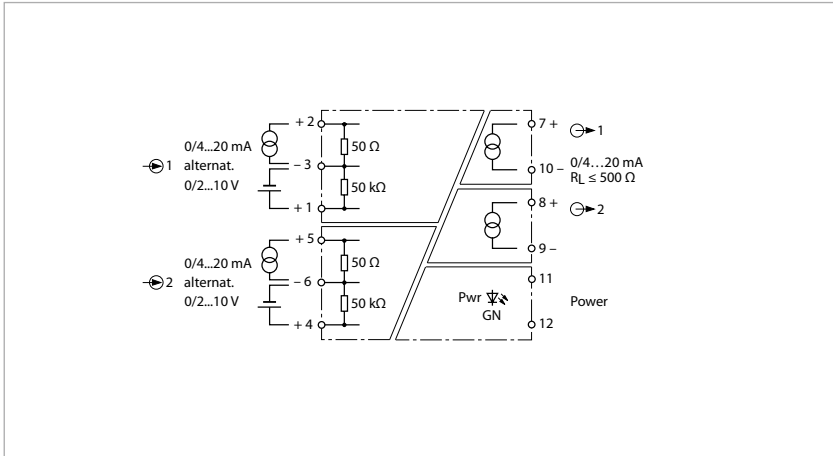 + 2
0/4...20 mA
50 Ω
1 alternat.
– 3
0/2...10 V
50 kΩ
+ 1
+ 5
0/4...20 mA
50 Ω
2 alternat.
– 6
0/2...10 V
50 kΩ
+ 4
7 +
1
10 –
0/4…20 mA
RL ≤ 500 Ω
8 +
2
9 –
11
Pwr
GN
Power
12